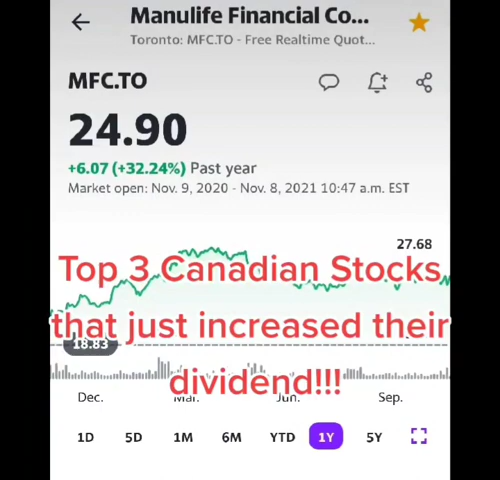 Manulife Financial Co...
Toronto: MFC.TO - Free Realtime Quot...
MFC.TO
24.90
+6.07 (+32.24%) Past year
Market open: Nov. 9, 2020 - Nov. 8, 2021 10:47 a.m. EST
27.68
Top 3 Canadian Stocks
that just increased their
18.83
dividend!!!
Dec. Mar. Jun. Sep.
1D 5D 1M 6M YTD 1Y 5Y